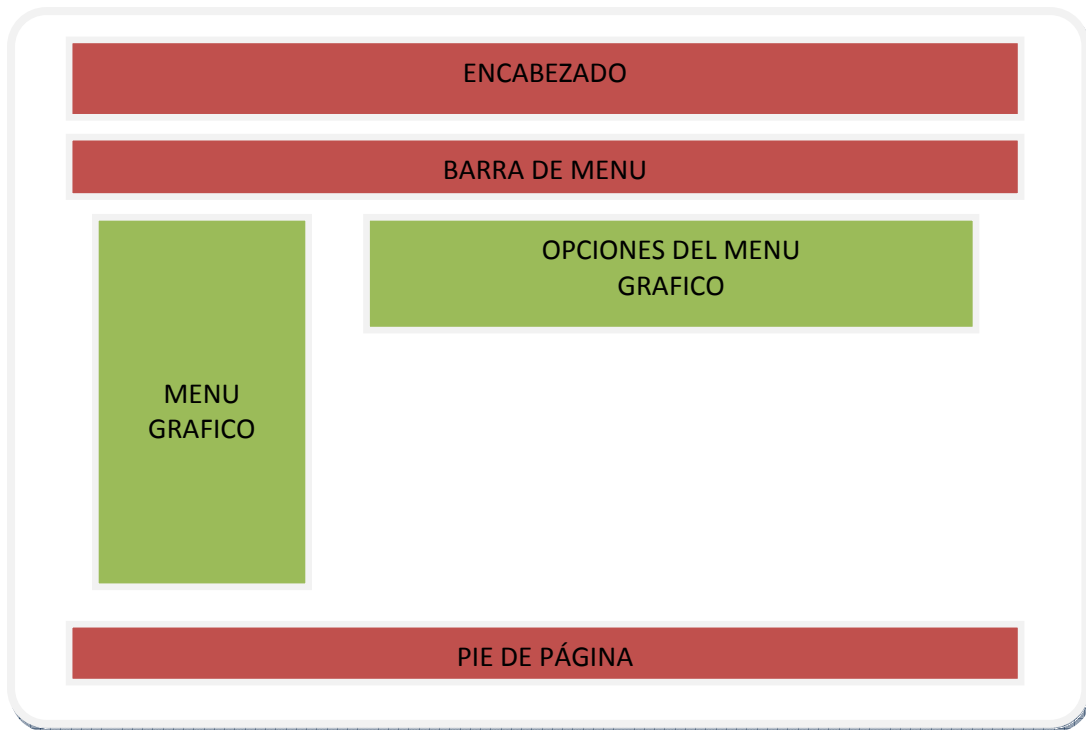 ENCABEZADO
BARRA DE MENU
OPCIONES DEL MENU
GRAFICO
MENU
GRAFICO
PIE DE PÁGINA